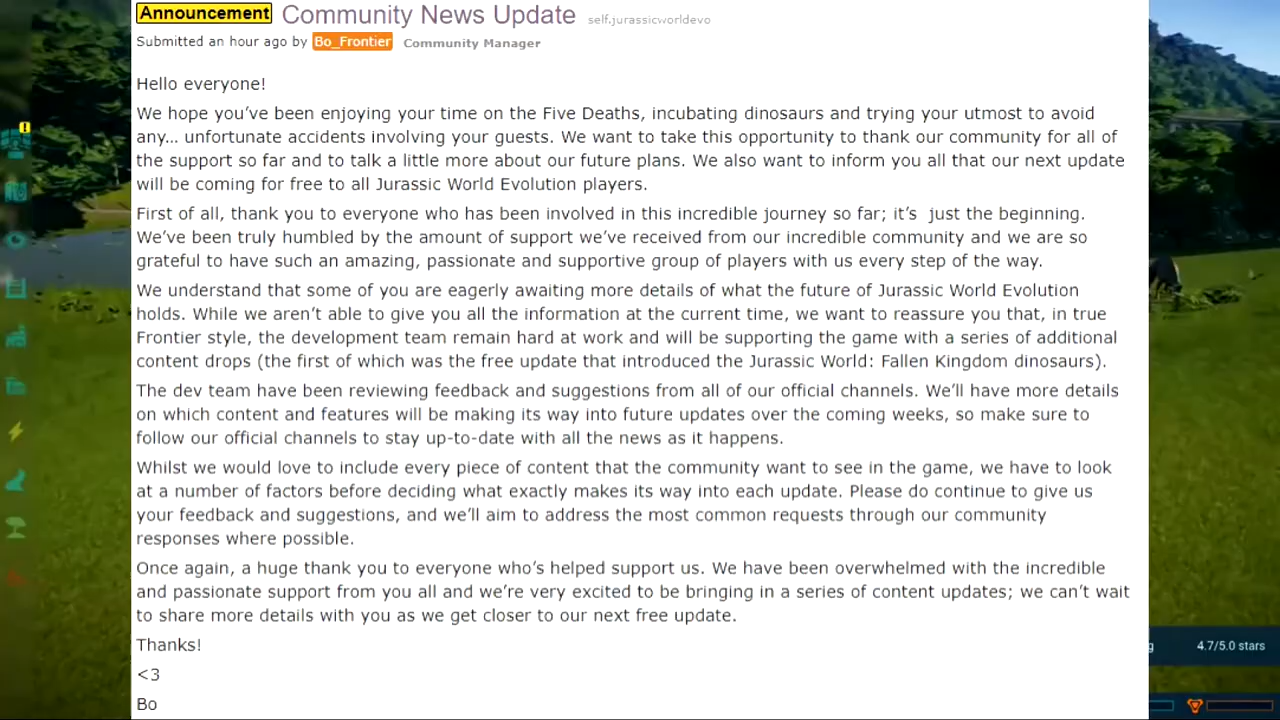 Announcement Community News Update self.jurassicworldevo
Submitted an hour ago by Bo_Frontier Community Manager
Hello everyone!
We hope you've been enjoying your time on the Five Deaths, incubating dinosaurs and trying your utmost to avoid
any... unfortunate accidents involving your guests. We want to take this opportunity to thank our community for all of
the support so far and to talk a little more about our future plans. We also want to inform you all that our next update
will be coming for free to all Jurassic World Evolution players.
First of all, thank you to everyone who has been involved in this incredible journey so far; it's just the beginning.
We've been truly humbled by the amount of support we've received from our incredible community and we are so
grateful to have such an amazing, passionate and supportive group of players with us every step of the way.
We understand that some of you are eagerly awaiting more details of what the future of Jurassic World Evolution
holds. While we aren't able to give you all the information at the current time, we want to reassure you that, in true
Frontier style, the development team remain hard at work and will be supporting the game with a series of additional
content drops (the first of which was the free update that introduced the Jurassic World: Fallen Kingdom dinosaurs).
The dev team have been reviewing feedback and suggestions from all of our official channels. We'll have more details
on which content and features will be making its way into future updates over the coming weeks, so make sure to
follow our official channels to stay up-to-date with all the news as it happens.
Whilst we would love to include every piece of content that the community want to see in the game, we have to look
at a number of factors before deciding what exactly makes its way into each update. Please do continue to give us
your feedback and suggestions, and we'll aim to address the most common requests through our community
responses where possible.
Once again, a huge thank you to everyone who's helped support us. We have been overwhelmed with the incredible
and passionate support from you all and we're very excited to be bringing in a series of content updates; we can't wait
to share more details with you as we get closer to our next free update.
Thanks!
<3
Bo
g 4.7/5.0 stars